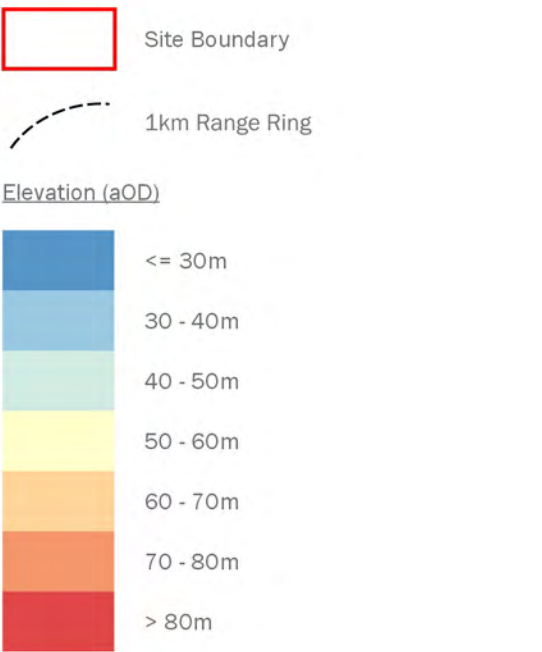 Site Boundary
1km Range Ring
Elevation (aOD)
<= 30m
30 - 40m
40 - 50m
50 - 60m
60 - 70m
70 - 80m
> 80m